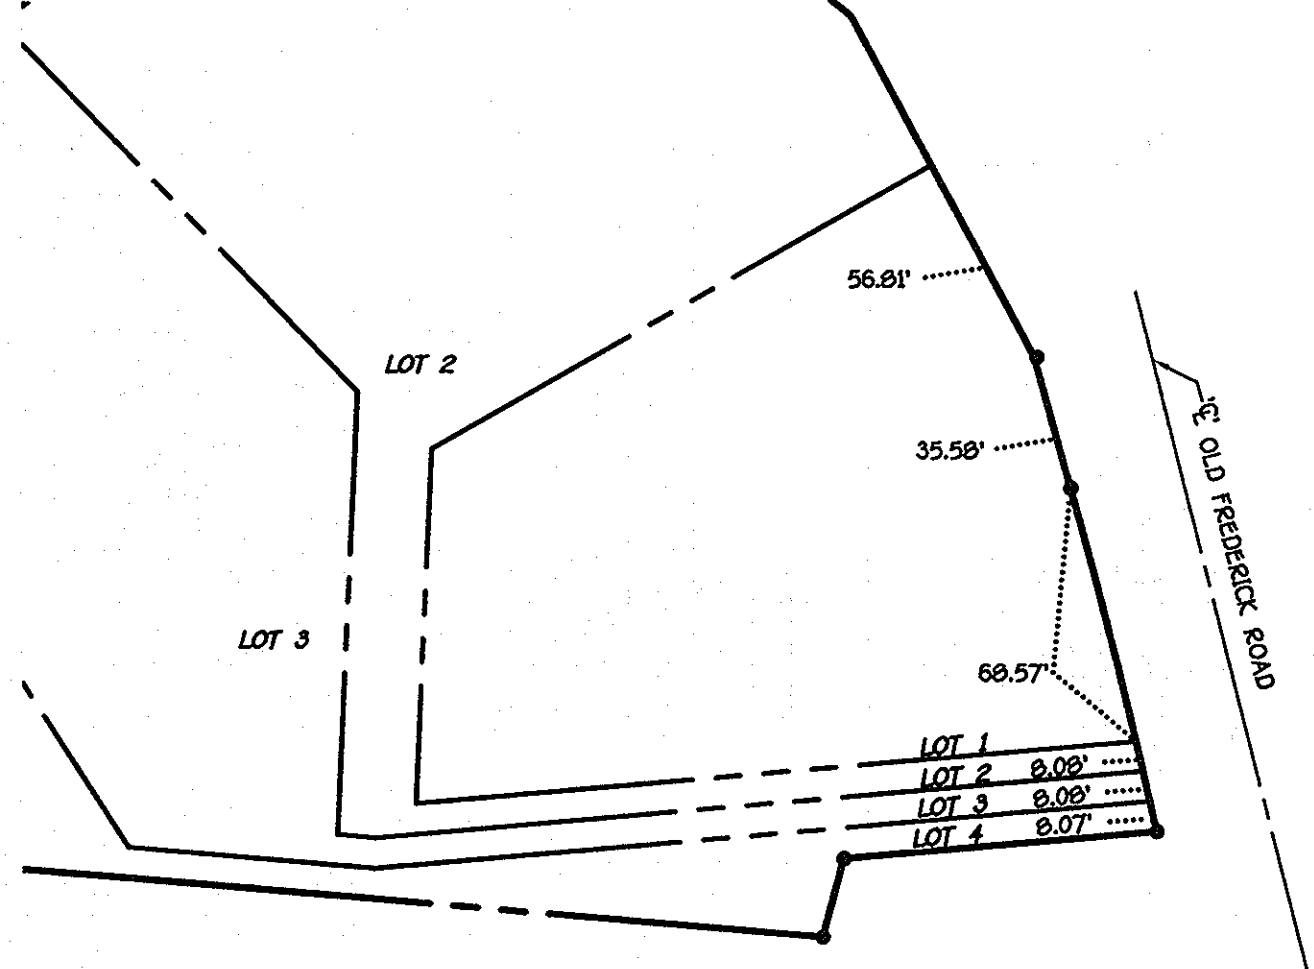 56.81'
LOT 2
35.58'
℄ OLD FREDERICK ROAD
LOT 3
68.57'
LOT 1
LOT 2 8.08'
LOT 3 8.08'
LOT 4 8.07'